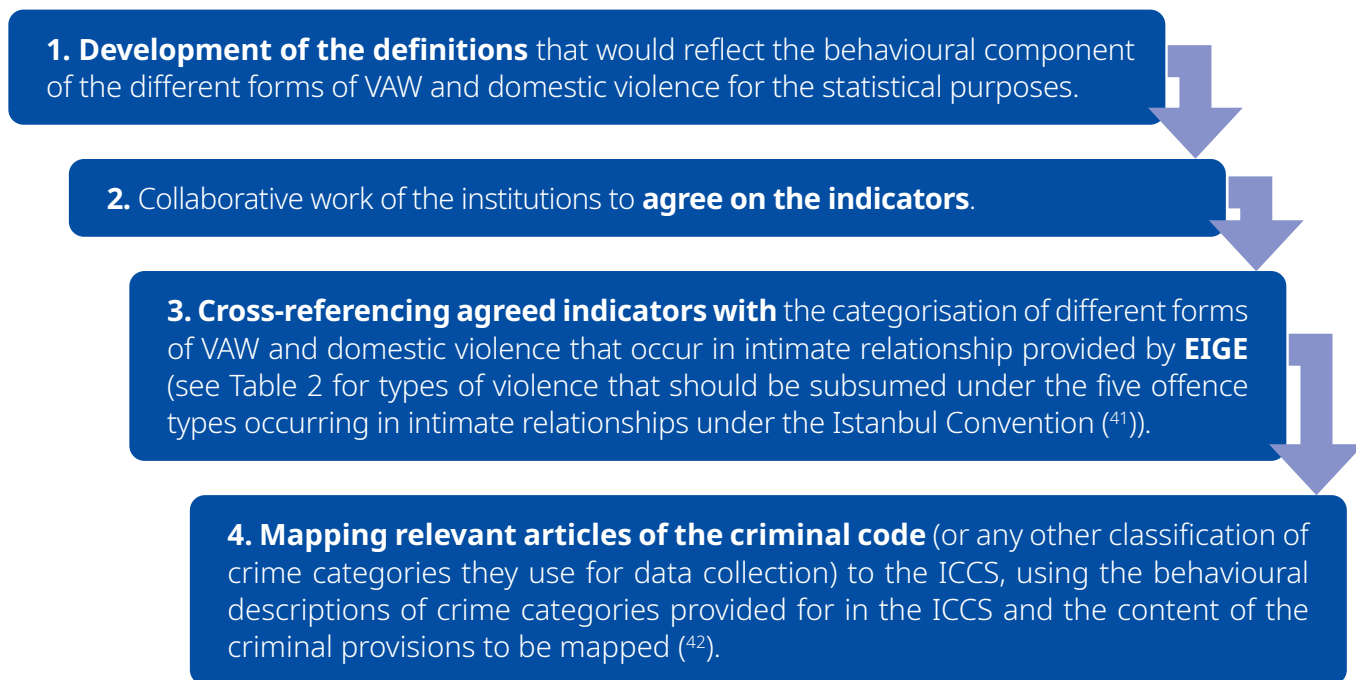 1. Development of the definitions that would reflect the behavioural component
of the different forms of VAW and domestic violence for the statistical purposes.
2. Collaborative work of the institutions to agree on the indicators.
3. Cross-referencing agreed indicators with the categorisation of different forms
of VAW and domestic violence that occur in intimate relationship provided by EIGE
(see Table 2 for types of violence that should be subsumed under the five offence
types occurring in intimate relationships under the Istanbul Convention (41)).
4. Mapping relevant articles of the criminal code (or any other classification of
crime categories they use for data collection) to the ICCS, using the behavioural
descriptions of crime categories provided for in the ICCS and the content of the
criminal provisions to be mapped (42).